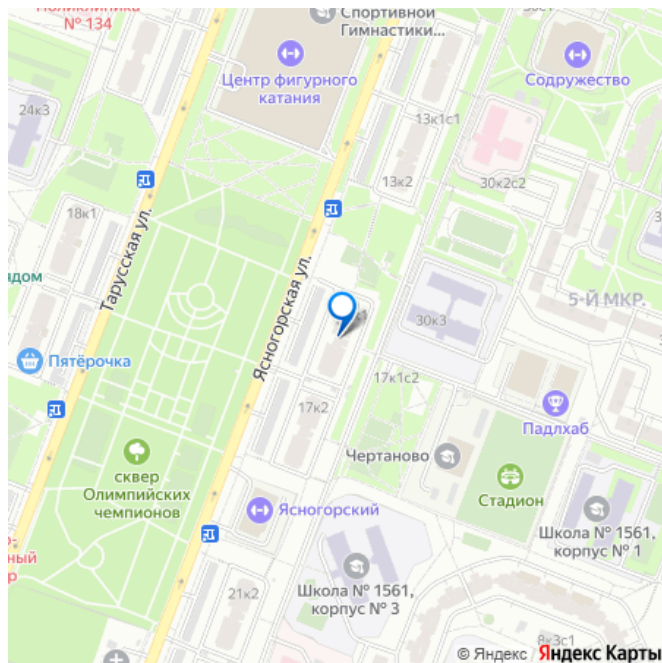 Поликлиника
№ 134
Спортивной
Гимнастики...
Центр фигурного
катания
Содружество
24к3
13к1с1
13к2
30к2с2
18к1
Тарусская ул.
Ясногорская ул.
5-Й МКР.
30к3
Пятёрочка
17к1с2
17к2
Падлхаб
Чертаново
сквер
Олимпийских
чемпионов
Стадион
Ясногорский
Школа № 1561,
корпус № 1
Школа № 1561,
корпус № 3
21к2
8к3с1
© Яндекс Яндекс Карты